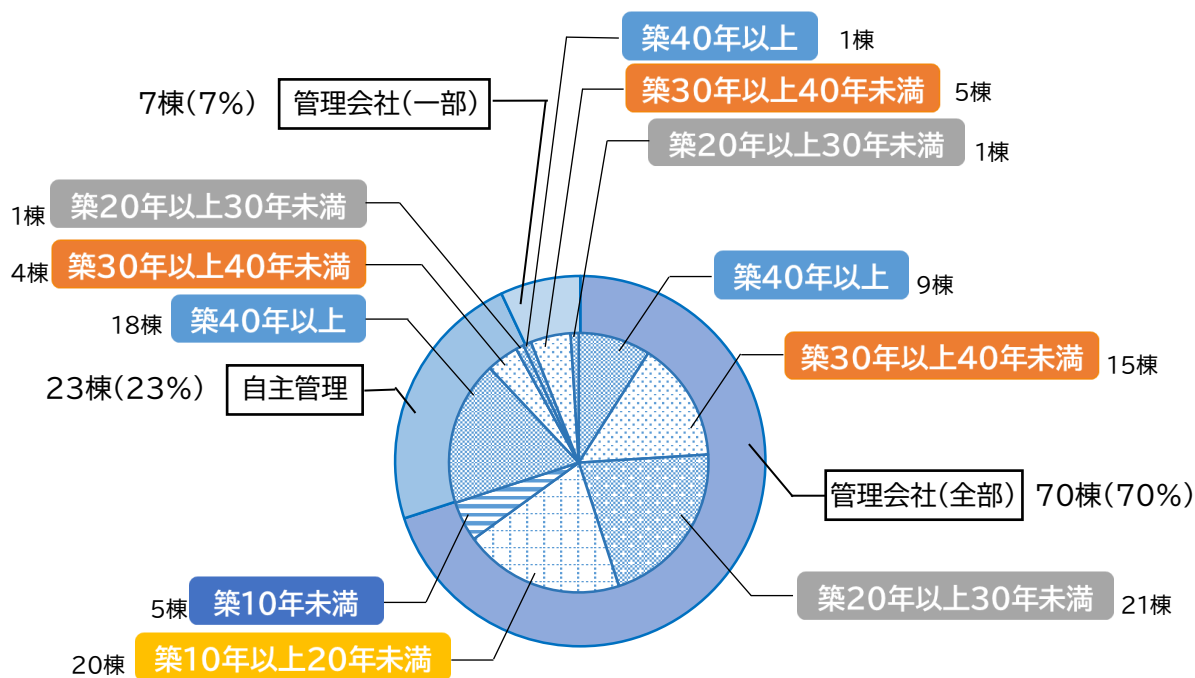 築40年以上 1棟
7棟(7%) 管理会社(一部)
築30年以上40年未満 5棟
築20年以上30年未満 1棟
1棟 築20年以上30年未満
4棟 築30年以上40年未満
築40年以上 9棟
18棟 築40年以上
築30年以上40年未満 15棟
23棟(23%) 自主管理
管理会社(全部) 70棟(70%)
築20年以上30年未満 21棟
5棟 築10年未満
20棟 築10年以上20年未満